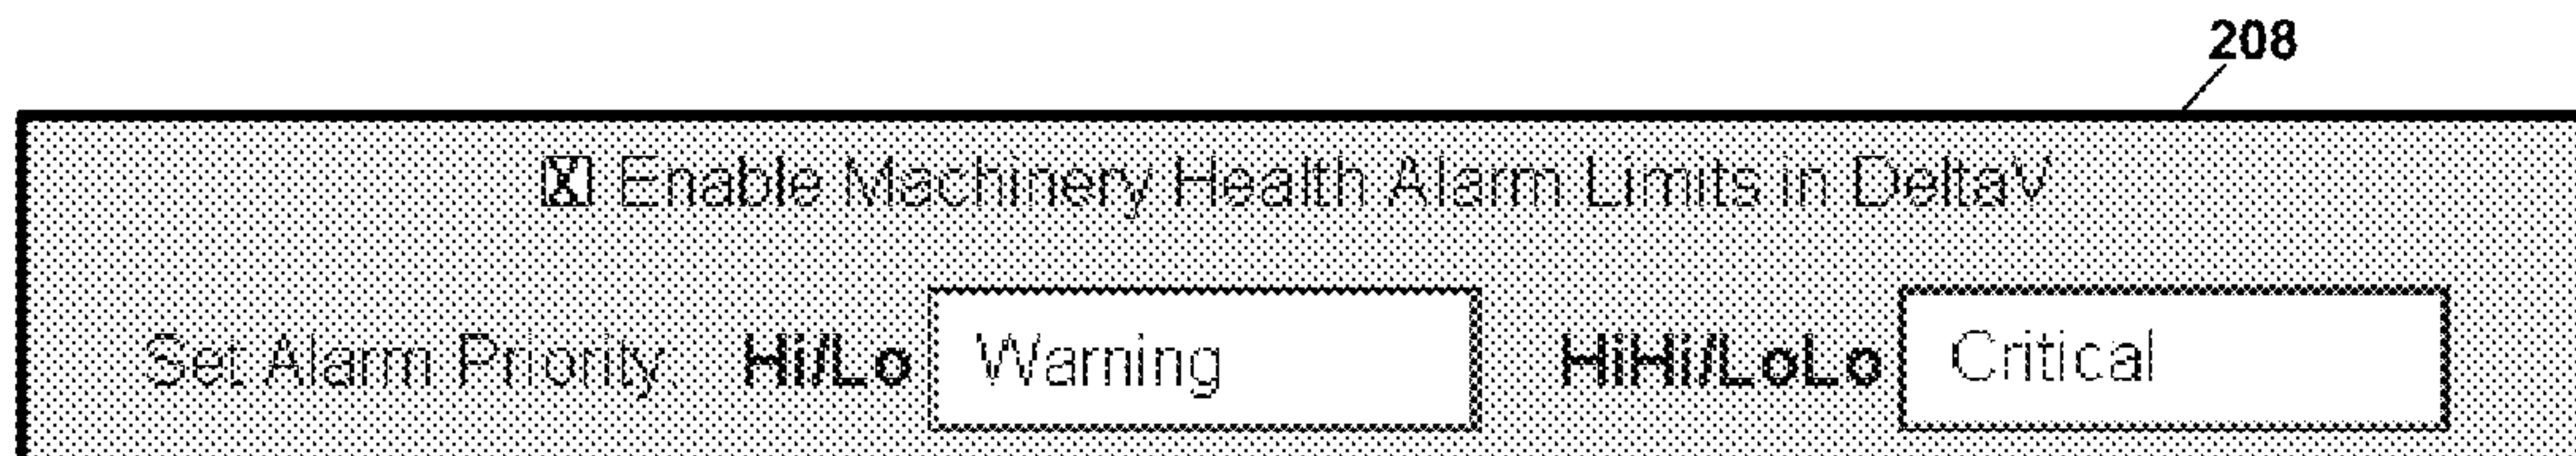 208
X Enable Machinery Health Alarm Limits in DeltaV
Set Alarm Priority: Hi/Lo Warning HiHi/LoLo Critical